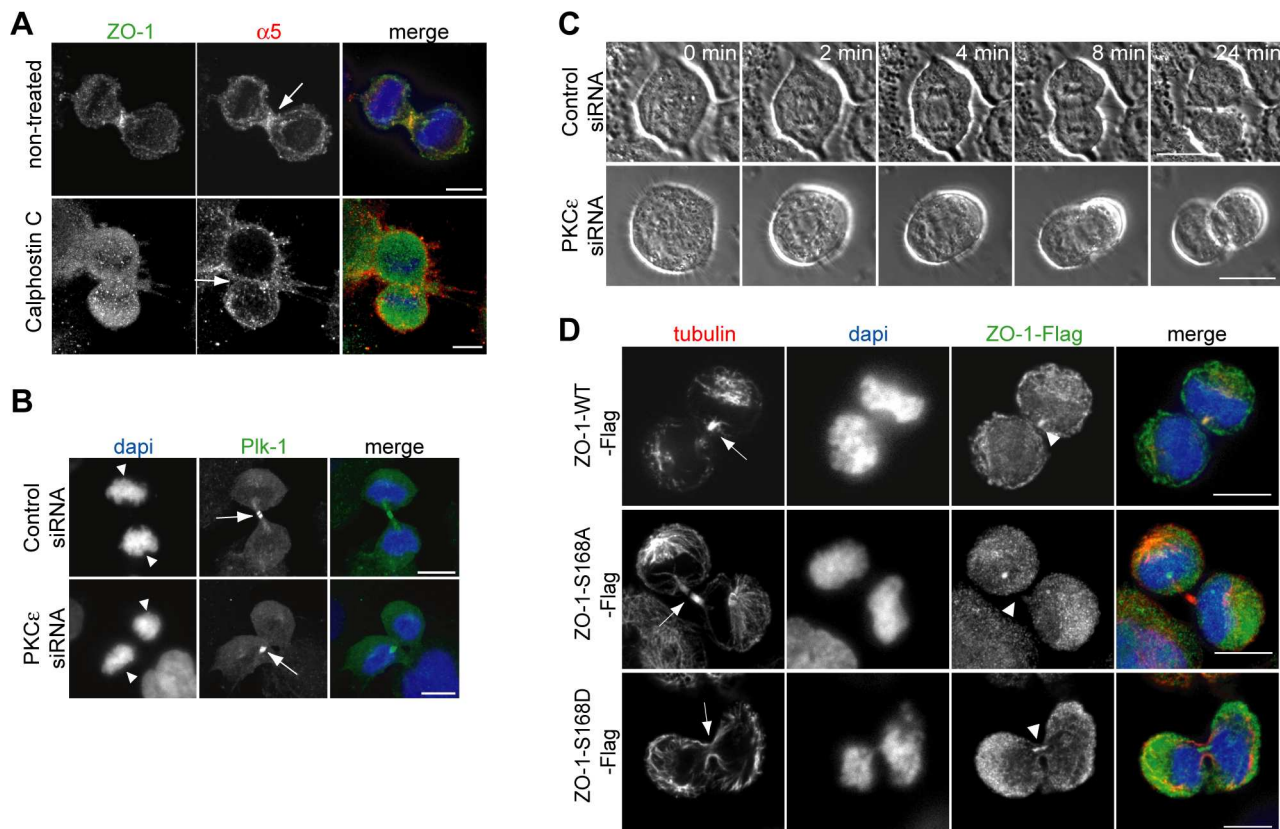 A
ZO-1 α5 merge
non-treated
Calphostin C
B
dapi Plk-1 merge
Control
siRNA
PKCε
siRNA
C
0 min 2 min 4 min 8 min 24 min
Control
siRNA
PKCε
siRNA
D
tubulin dapi ZO-1-Flag merge
ZO-1-WT
-Flag
ZO-1-S168A
-Flag
ZO-1-S168D
-Flag